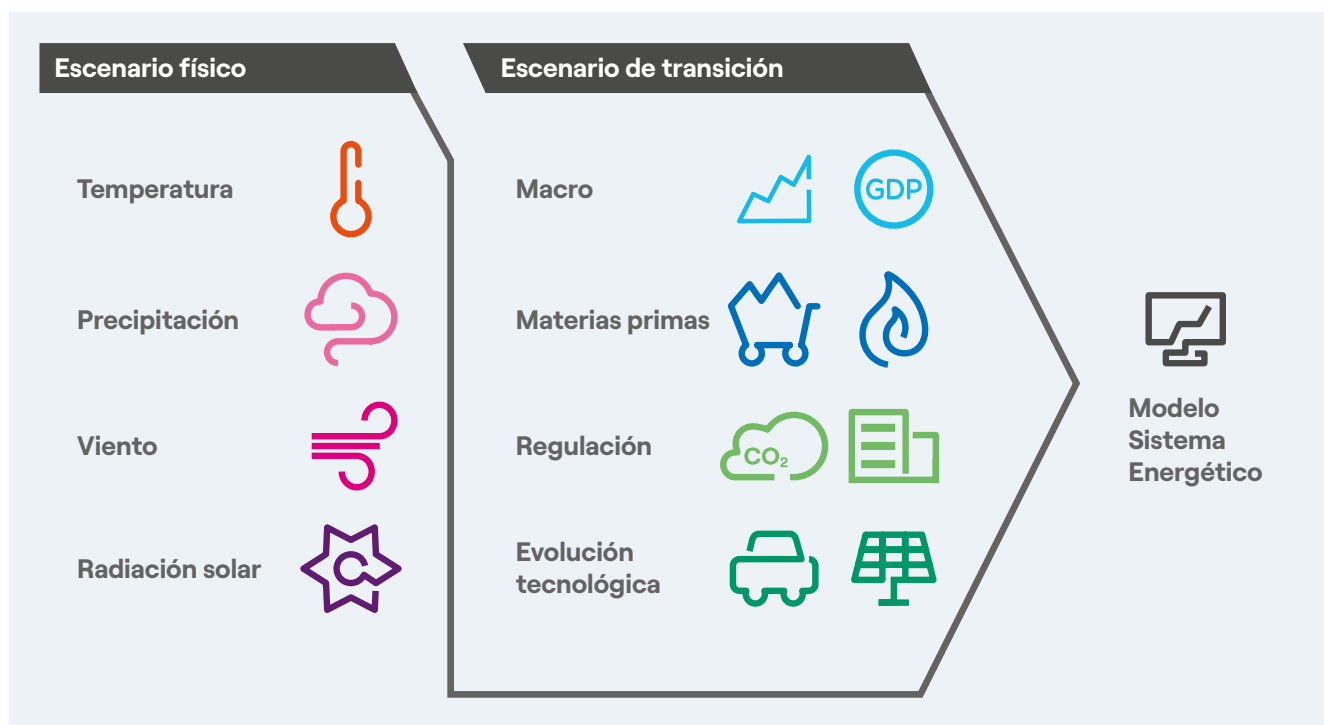 Escenario físico
Temperatura
Precipitación
Viento
Radiación solar
Escenario de transición
Macro
GDP
Materias primas
Regulación
CO₂
Evolución
tecnológica
Modelo
Sistema
Energético